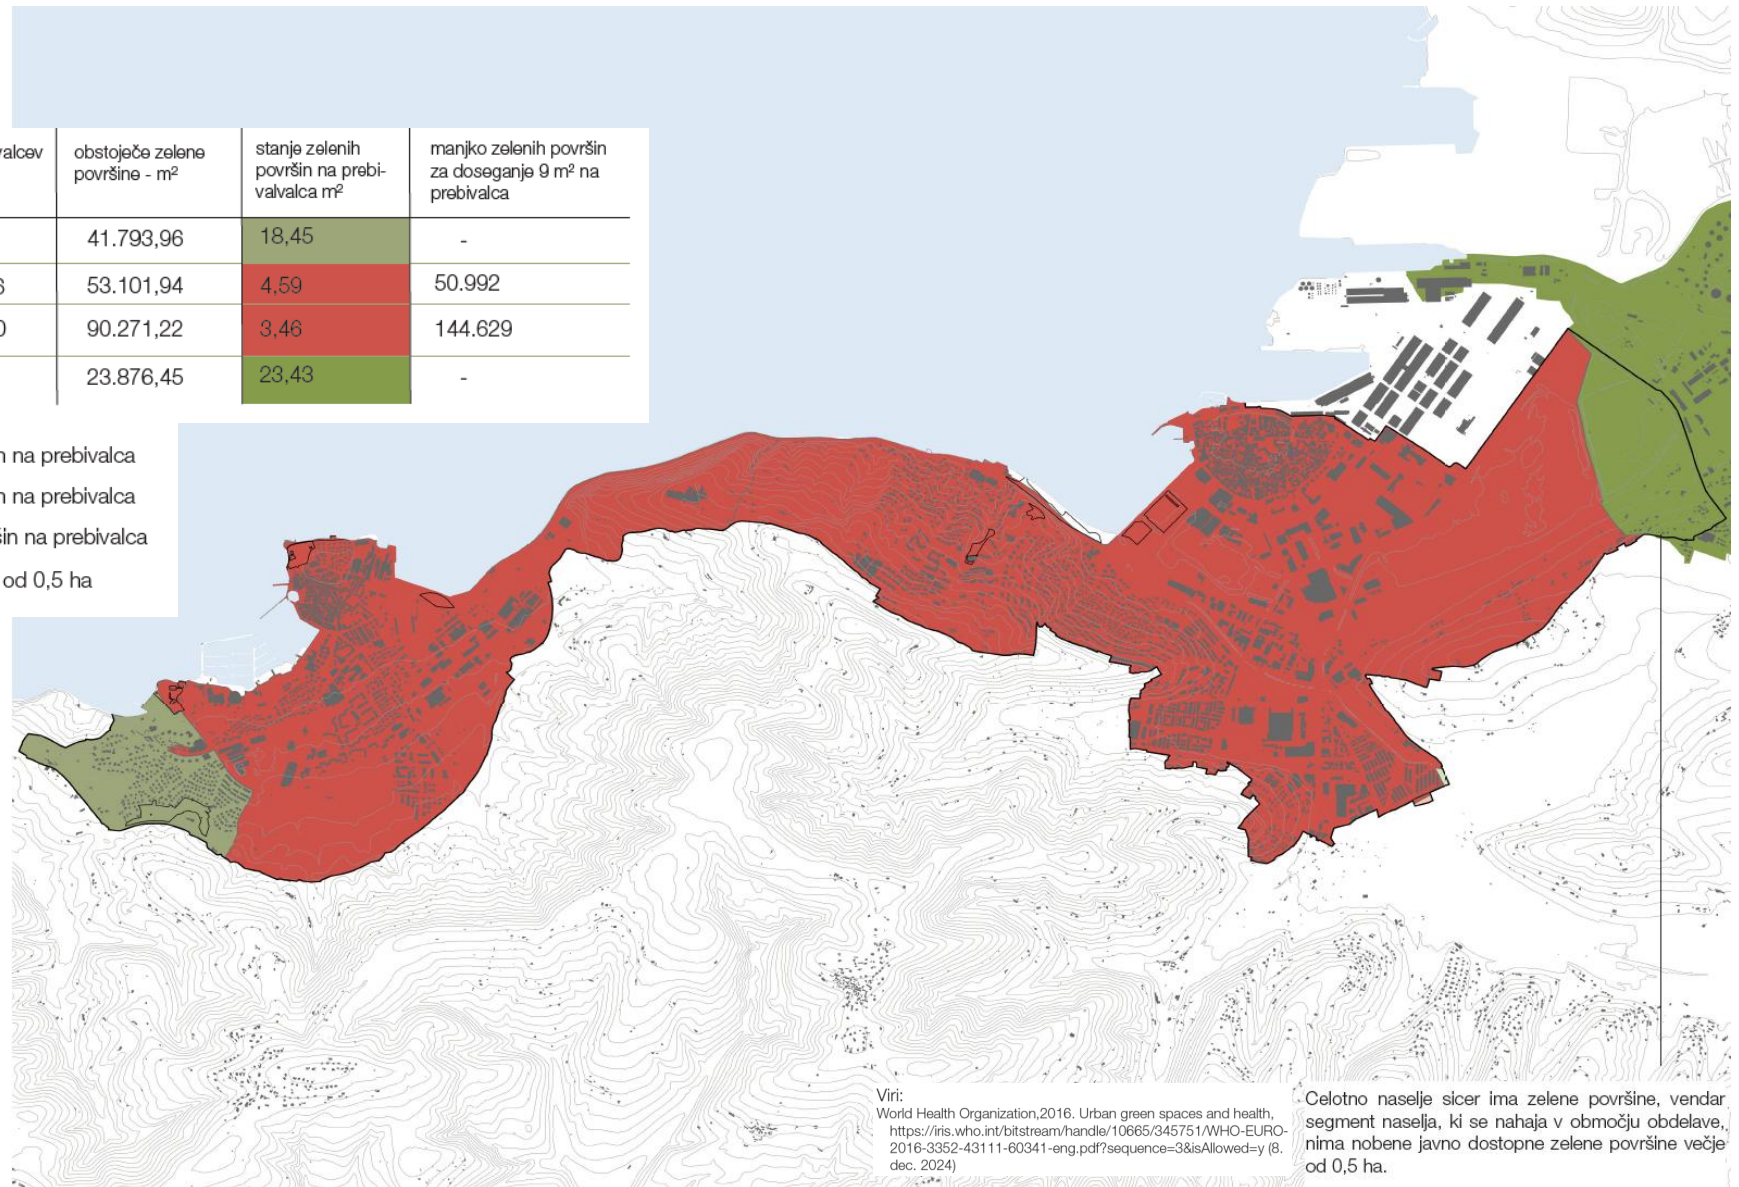 valcev
obstoječe zelene
površine - m²
stanje zelenih
površin na prebi-
valvalca m²
manjko zelenih površin
za doseganje 9 m² na
prebivalca
41.793,96 18,45 -
6 53.101,94 4,59 50.992
0 90.271,22 3,46 144.629
23.876,45 23,43 -
n na prebivalca
n na prebivalca
šin na prebivalca
od 0,5 ha
Viri:
World Health Organization,2016. Urban green spaces and health,
https://iris.who.int/bitstream/handle/10665/345751/WHO-EURO-
2016-3352-43111-60341-eng.pdf?sequence=3&isAllowed=y (8.
dec. 2024)
Celotno naselje sicer ima zelene površine, vendar
segment naselja, ki se nahaja v območju obdelave,
nima nobene javno dostopne zelene površine večje
od 0,5 ha.